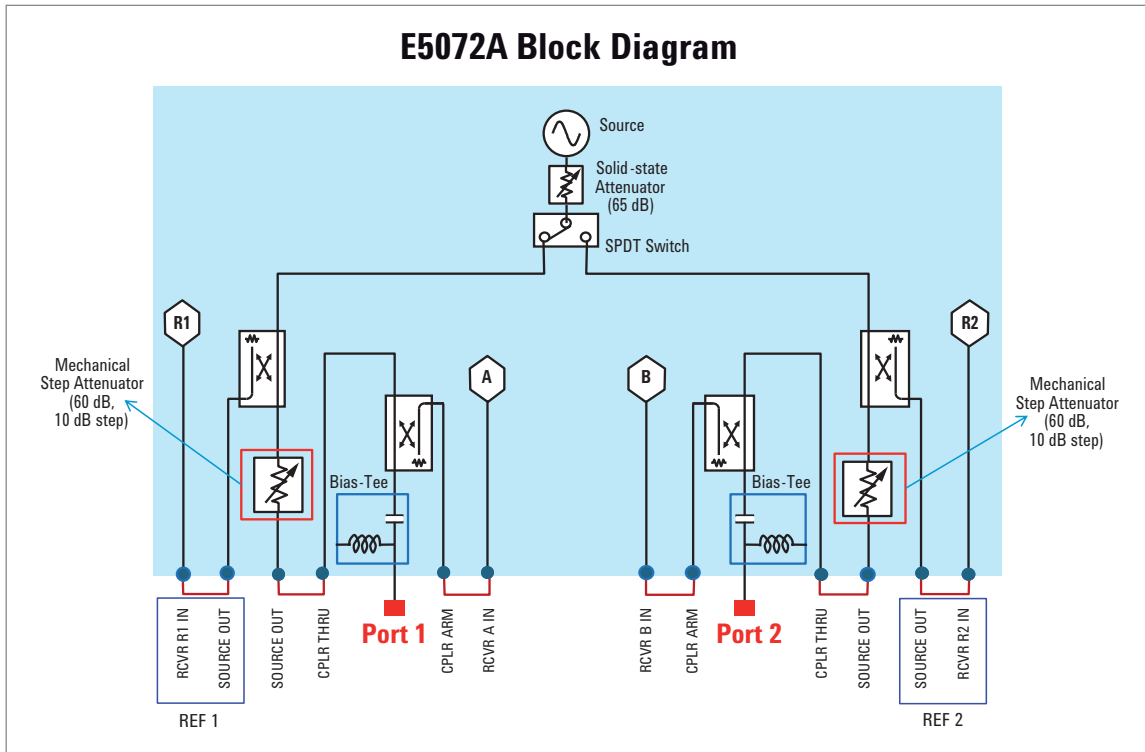 E5072A Block Diagram
Source
Solid-state
Attenuator
(65 dB)
SPDT Switch
R1
R2
Mechanical
Step Attenuator
(60 dB,
10 dB step)
A
B
Mechanical
Step Attenuator
(60 dB,
10 dB step)
Bias-Tee
Bias-Tee
RCVR R1 IN
SOURCE OUT
SOURCE OUT
CPLR THRU
Port 1
CPLR ARM
RCVR A IN
RCVR B IN
CPLR ARM
Port 2
CPLR THRU
SOURCE OUT
SOURCE OUT
RCVR R2 IN
REF 1
REF 2